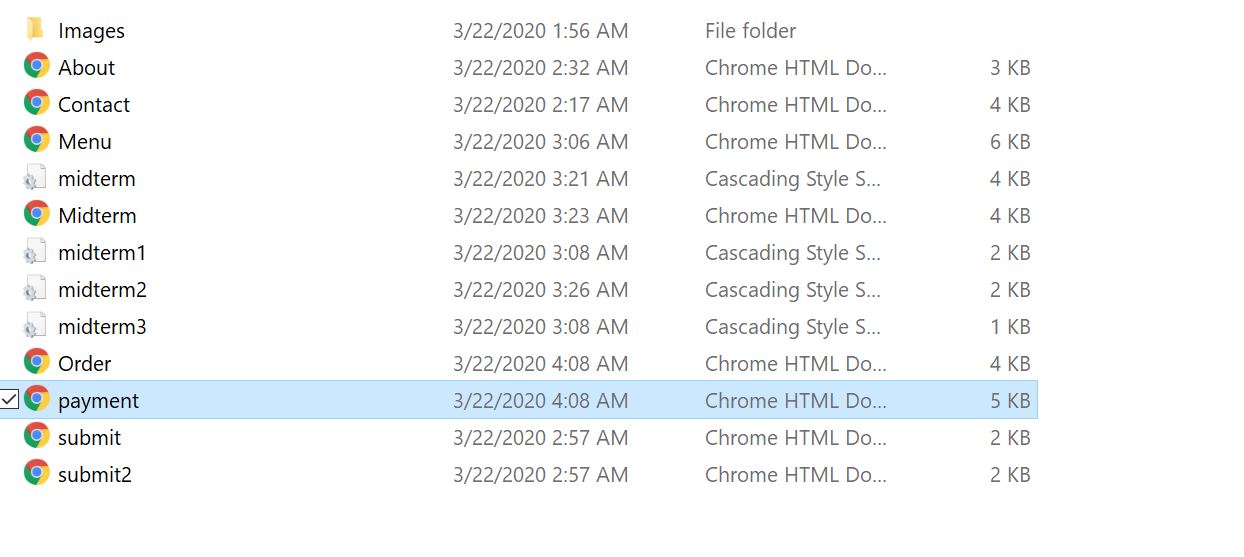 Images 3/22/2020 1:56 AM File folder
About 3/22/2020 2:32 AM Chrome HTML Do... 3 KB
Contact 3/22/2020 2:17 AM Chrome HTML Do... 4 KB
Menu 3/22/2020 3:06 AM Chrome HTML Do... 6 KB
midterm 3/22/2020 3:21 AM Cascading Style S... 4 KB
Midterm 3/22/2020 3:23 AM Chrome HTML Do... 4 KB
midterm1 3/22/2020 3:08 AM Cascading Style S... 2 KB
midterm2 3/22/2020 3:26 AM Cascading Style S... 2 KB
midterm3 3/22/2020 3:08 AM Cascading Style S... 1 KB
Order 3/22/2020 4:08 AM Chrome HTML Do... 4 KB
payment 3/22/2020 4:08 AM Chrome HTML Do... 5 KB
submit 3/22/2020 2:57 AM Chrome HTML Do... 2 KB
submit2 3/22/2020 2:57 AM Chrome HTML Do... 2 KB